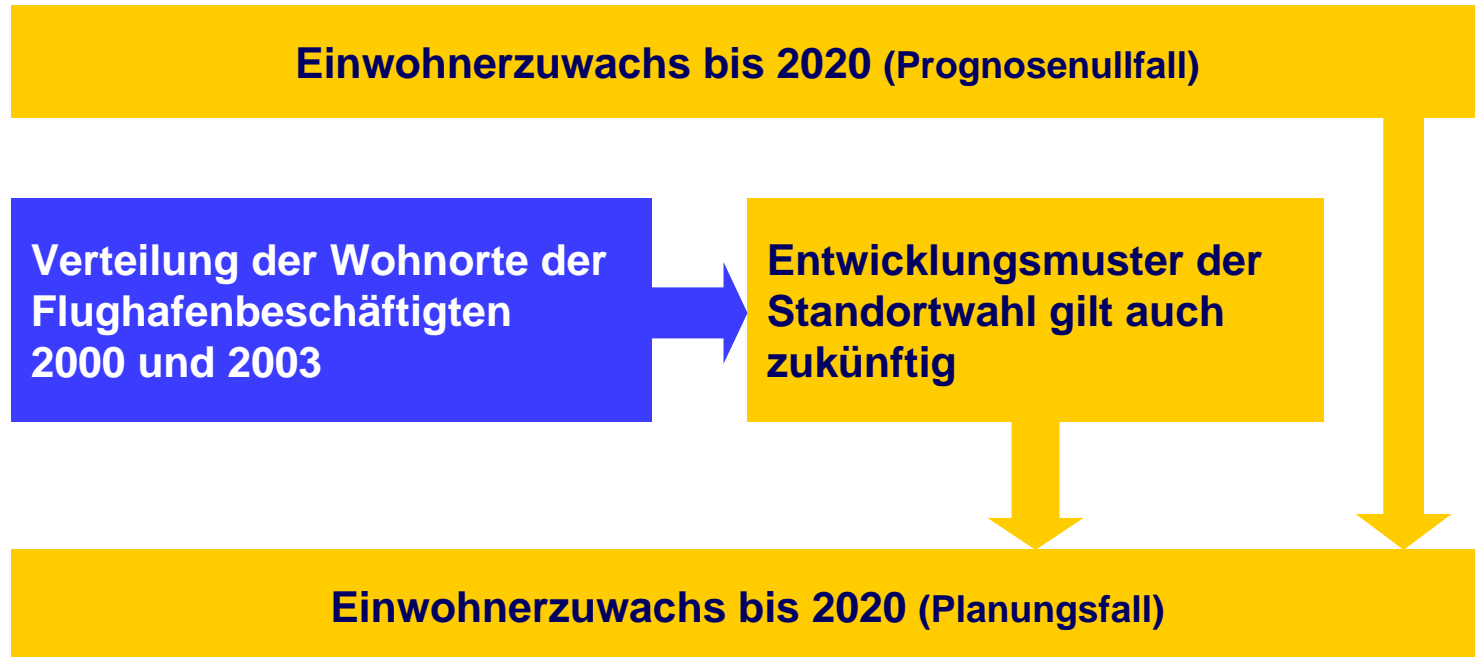 Einwohnerzuwachs bis 2020 (Prognosenullfall)
Verteilung der Wohnorte der
Flughafenbeschäftigten
2000 und 2003
Entwicklungsmuster der
Standortwahl gilt auch
zukünftig
Einwohnerzuwachs bis 2020 (Planungsfall)